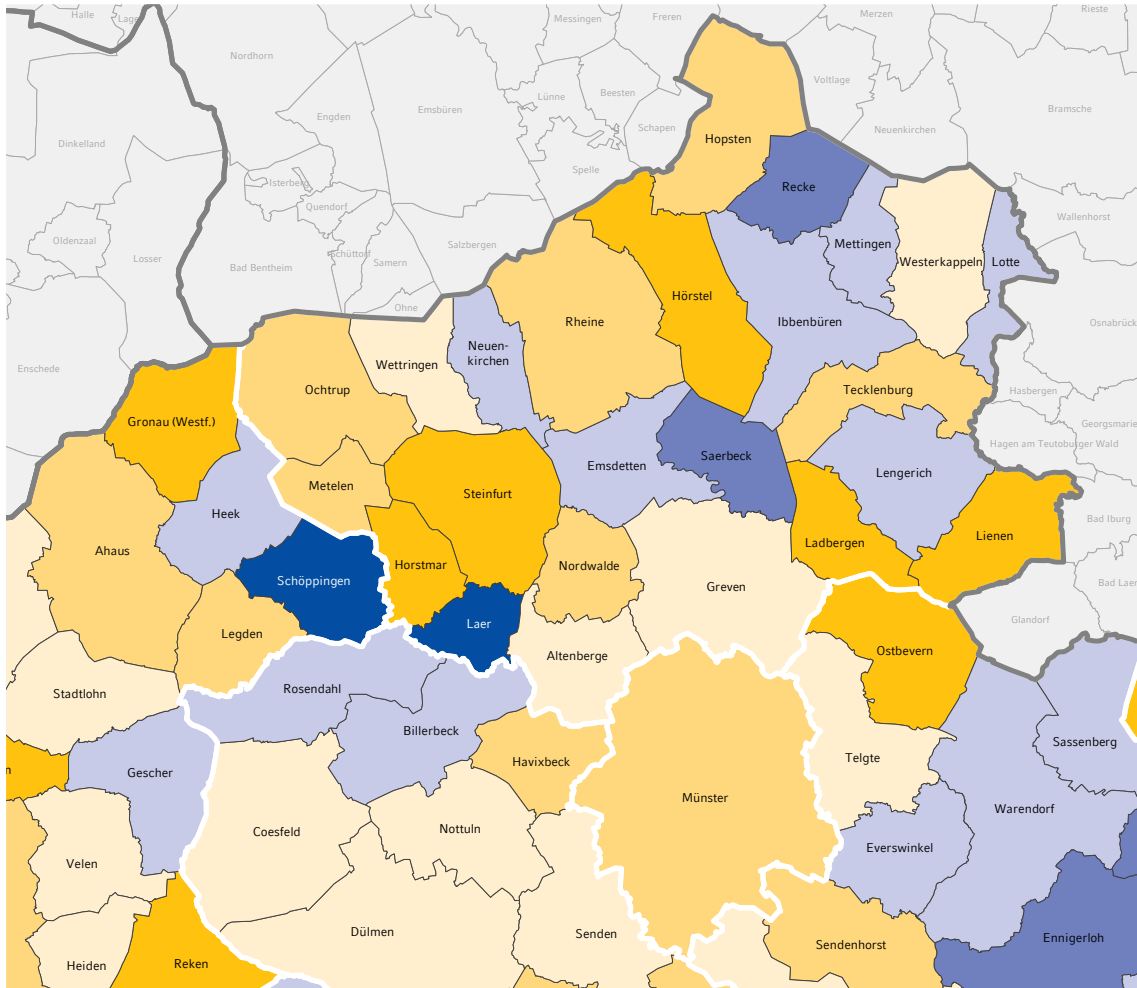 Halle
Lage
Messingen
Freren
Merzen
Rieste
Nordhorn
Voltlage
Lünne
Beesten
Emsbüren
Bramsche
Engden
Schapen
Neuenkirchen
Dinkelland
Hopsten
Spelle
Isterberg
Recke
Quendorf
Wallenhorst
Oldenzaal
Salzbergen
Mettingen
Losser
Schüttorf
Samern
Westerkappeln
Lotte
Bad Bentheim
Hörstel
Ohne
Rheine
Ibbenbüren
Osnabrüc
Neuen-
kirchen
Enschede
Wettringen
Ochtrup
Tecklenburg
Hasbergen
Gronau (Westf.)
Georgsmarie
Hagen am Teutoburger Wald
Saerbeck
Emsdetten
Lengerich
Metelen
Steinfurt
Heek
Bad Iburg
Lienen
Ladbergen
Ahaus
Horstmar
Nordwalde
Schöppingen
Bad Laer
Greven
Glandorf
Laer
Legden
Ostbevern
Altenberge
Rosendahl
Stadtlohn
Billerbeck
Sassenberg
Telgte
Havixbeck
n
Gescher
Münster
Warendorf
Nottuln
Coesfeld
Everswinkel
Velen
Dülmen
Senden
Ennigerloh
Sendenhorst
Reken
Heiden